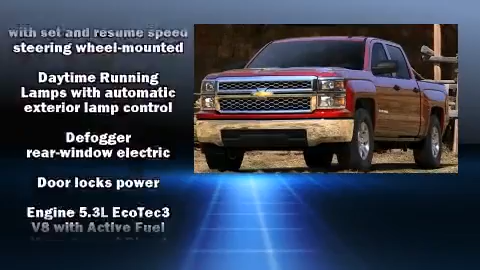 with set and resume speed
steering wheel-mounted
Daytime Running
Lamps with automatic
exterior lamp control
Defogger
rear-window electric
Door locks power
Engine 5.3L EcoTec3
V8 with Active Fuel